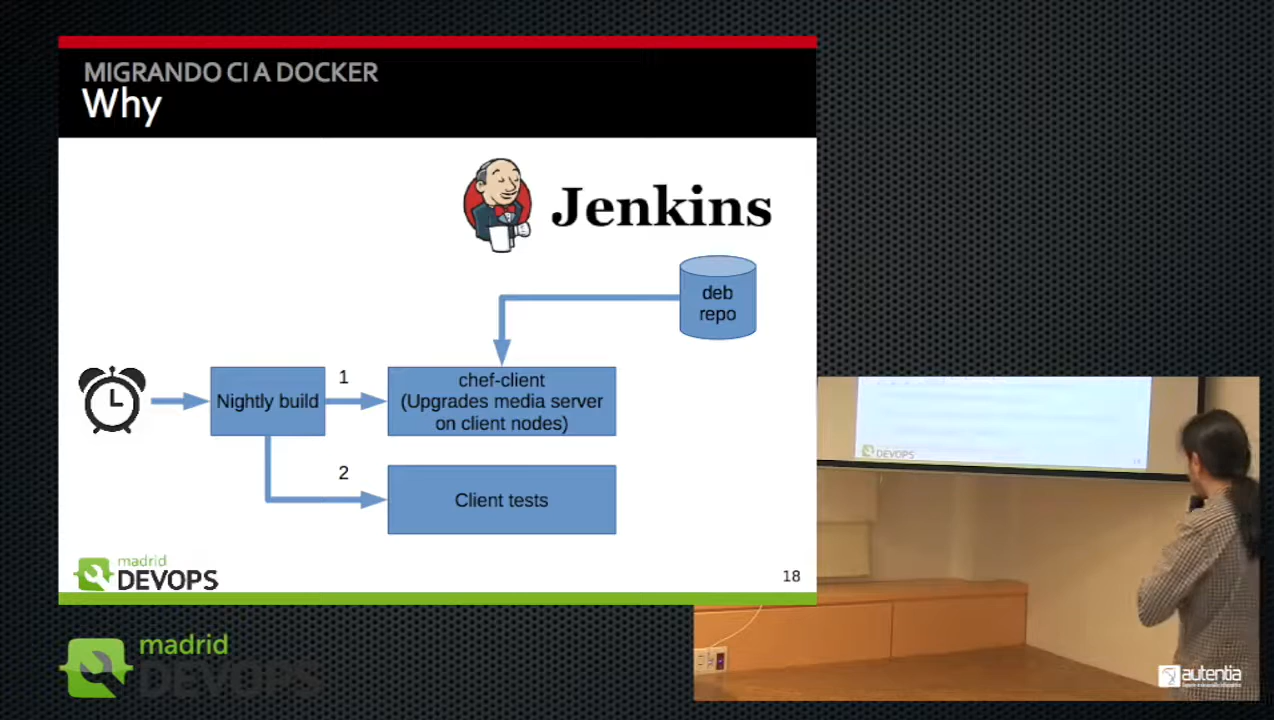 MIGRANDO CI A DOCKER
Why
Jenkins
deb
repo
1
Nightly build
chef-client
(Upgrades media server
on client nodes)
2
Client tests
madrid
DEVOPS
18
DEVOPS
madrid
DEVOPS
autentia